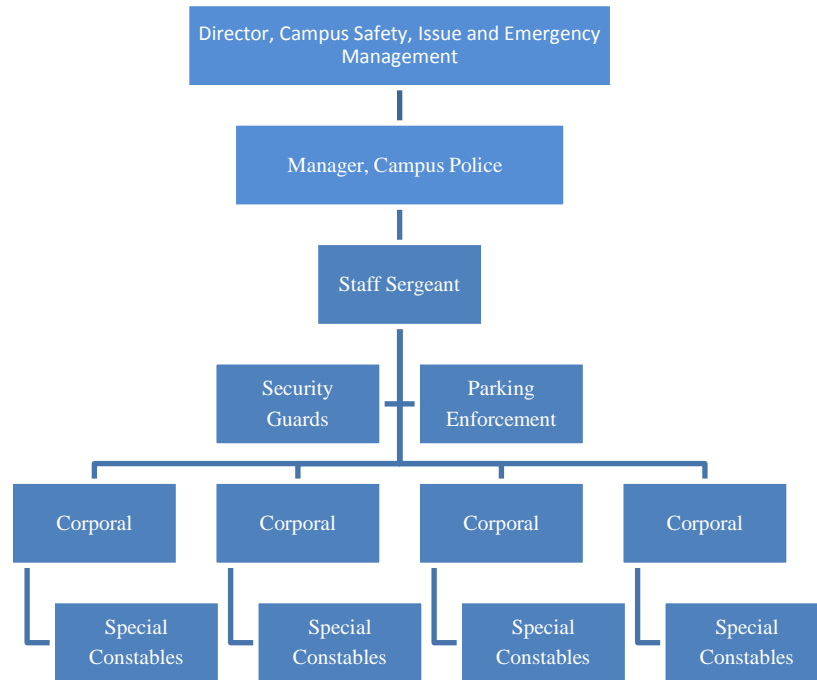 Director, Campus Safety, Issue and Emergency
Management
Manager, Campus Police
Staff Sergeant
Security
Guards
Parking
Enforcement
Corporal
Corporal
Corporal
Corporal
Special
Constables
Special
Constables
Special
Constables
Special
Constables